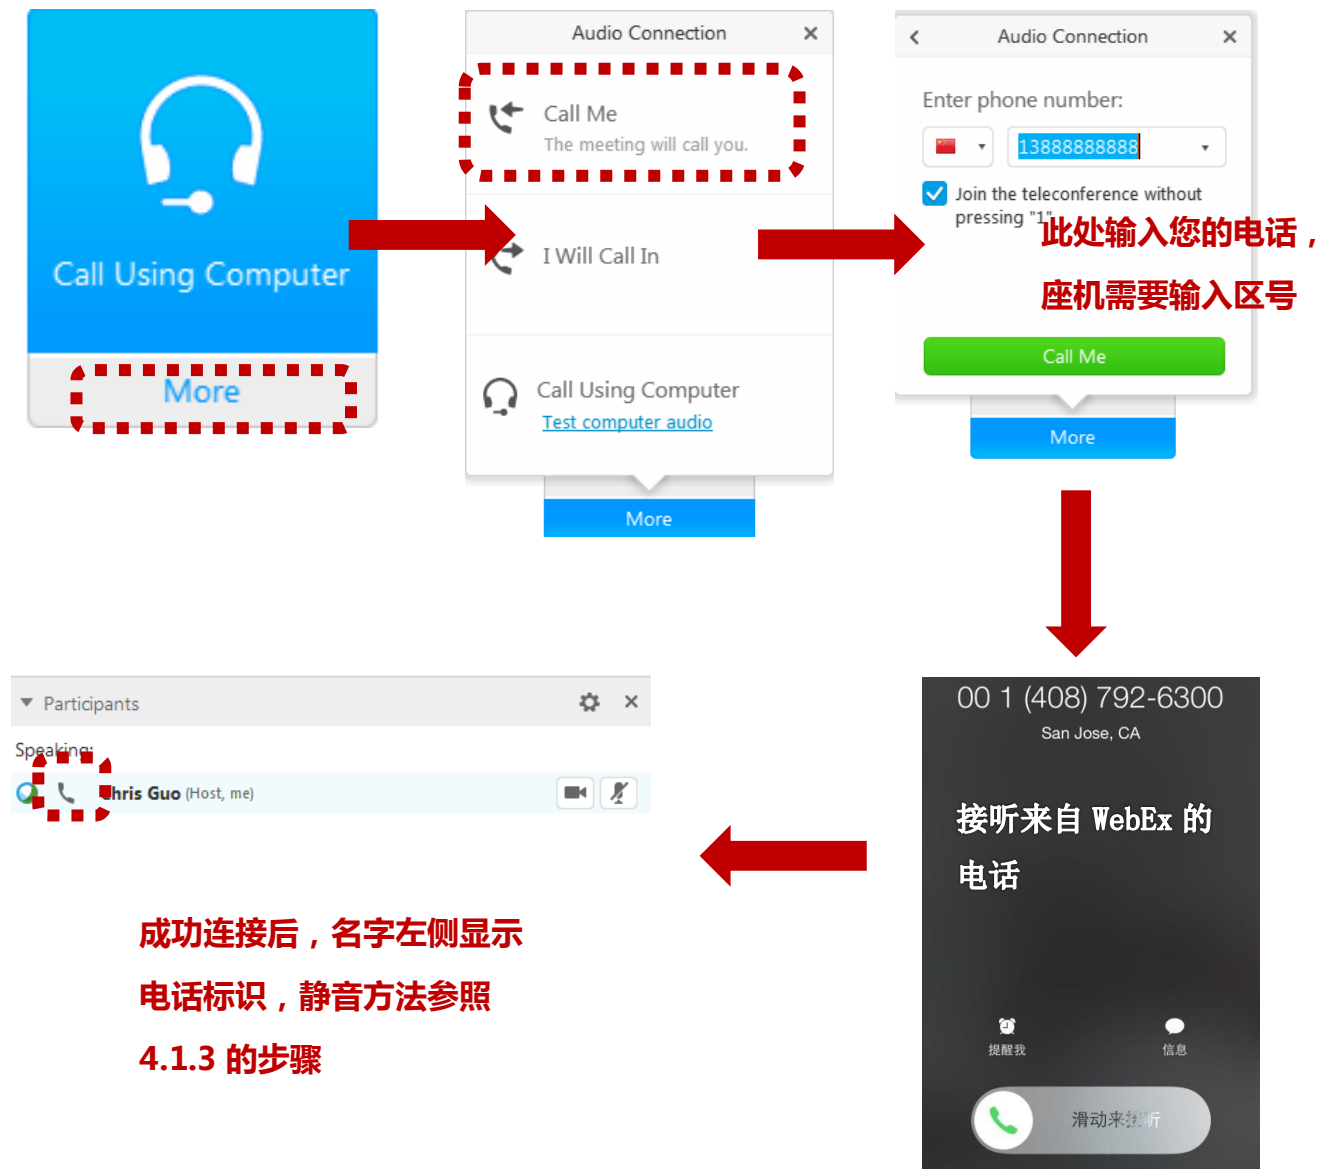 Call Using Computer
More
Audio Connection
Call Me
The meeting will call you.
I Will Call In
Call Using Computer
Test computer audio
More
Audio Connection
Enter phone number:
13888888888
Join the teleconference without
pressing "1"
此处输入您的电话，
座机需要输入区号
Call Me
More
00 1 (408) 792-6300
San Jose, CA
接听来自 WebEx 的
电话
提醒我
信息
滑动来接听
Participants
Speaking:
Chris Guo (Host, me)
成功连接后，名字左侧显示
电话标识，静音方法参照
4.1.3 的步骤